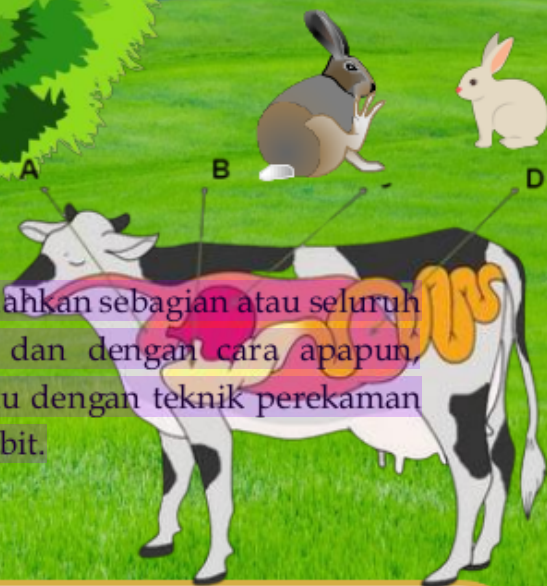 A B D
ahkan sebagian atau seluruh
dan dengan cara apapun,
u dengan teknik perekaman
bit.